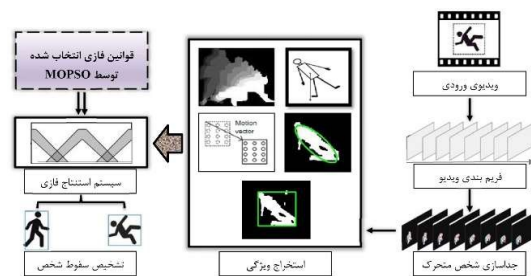 ویدیوی ورودی
فریم بندی ویدیو
جداسازی شخص متحرک
Motion
vector
استخراج ویژگی
قوانین فازی انتخاب شده
توسط MOPSO
سیستم استنتاج فازی
تشخیص سقوط شخص